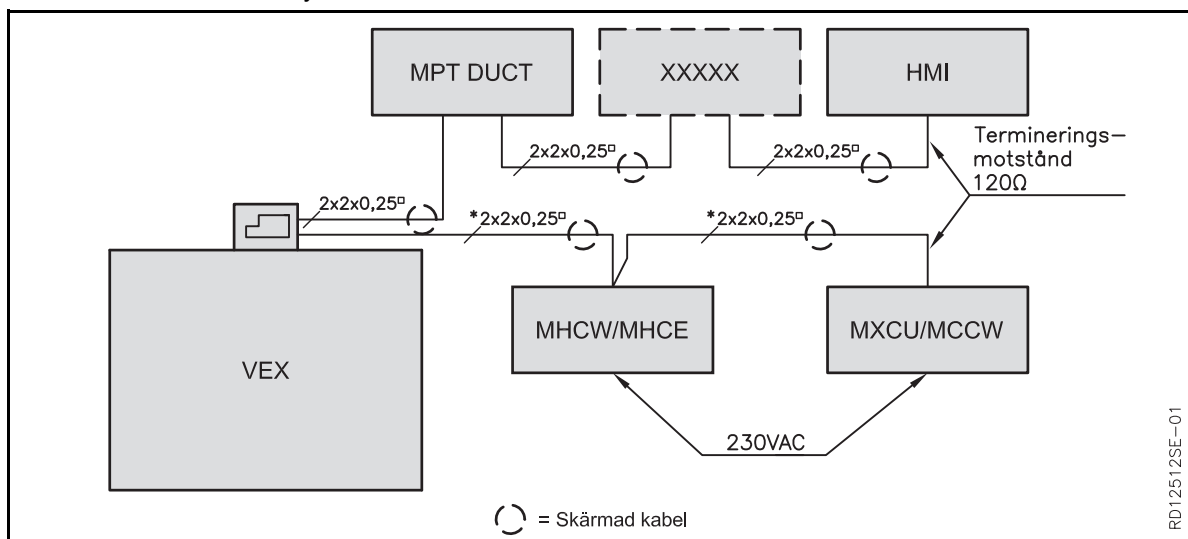 MPT DUCT
XXXXX
HMI
Terminerings-
motstånd
120Ω
2x2x0,25▫
2x2x0,25▫
2x2x0,25▫
*2x2x0,25▫
*2x2x0,25▫
MHCW/MHCE
MXCU/MCCW
VEX
230VAC
= Skärmad kabel
RD12512SE-01